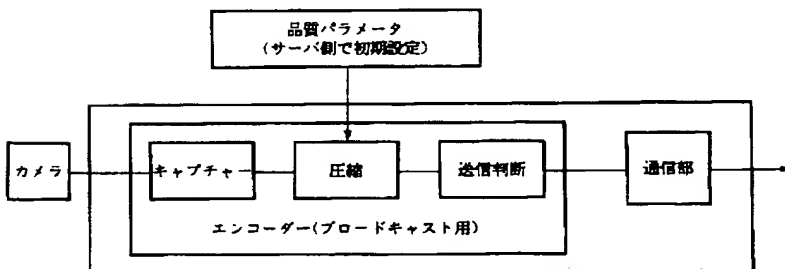 品質パラメータ
(サーバ側で初期設定)
カメラ
キャプチャー
圧縮
送信判断
通信部
エンコーダー(ブロードキャスト用)